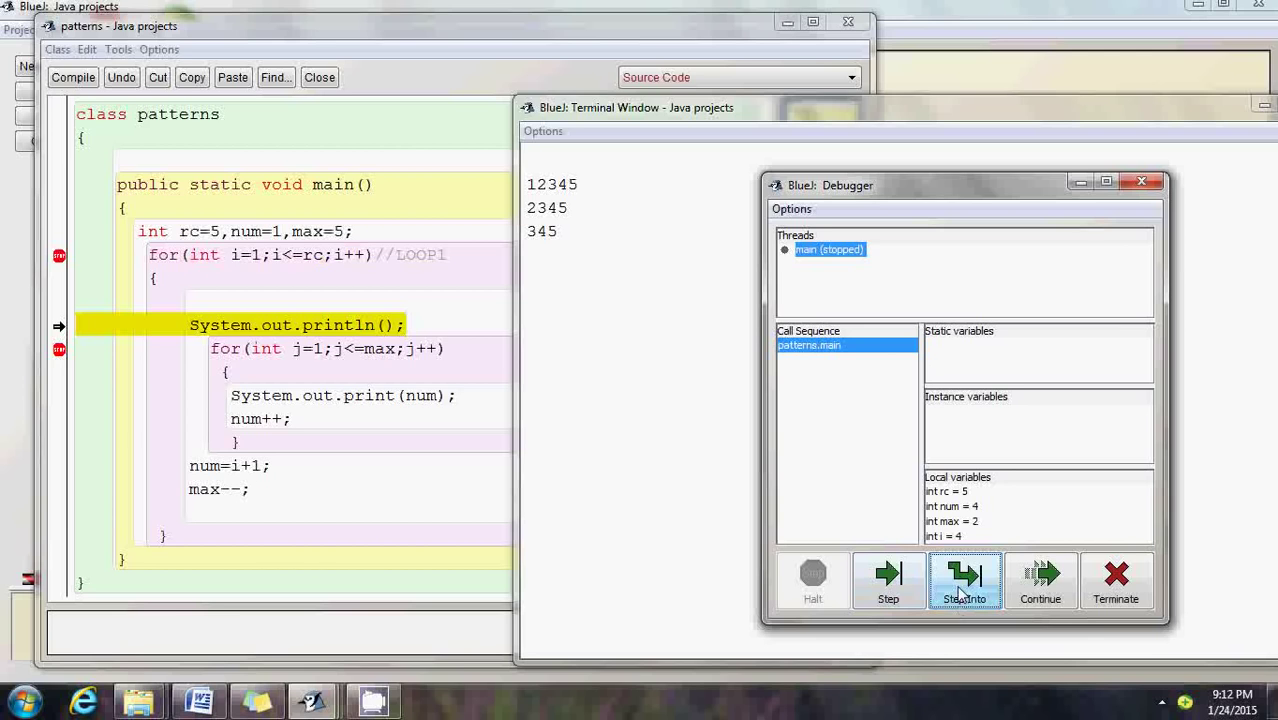 BlueJ: Java projects
Projec
patterns - Java projects
Class Edit Tools Options
Compile Undo Cut Copy Paste Find... Close Source Code
class patterns
{
public static void main()
{
int rc=5,num=1,max=5;
for(int i=1;i<=rc;i++)//LOOP1
{
System.out.println();
for(int j=1;j<=max;j++)
{
System.out.print(num);
num++;
}
num=i+1;
max--;
}
}
}
BlueJ: Terminal Window - Java projects
Options
12345
2345
345
BlueJ: Debugger
Options
Threads
main (stopped)
Call Sequence
patterns.main
Static variables
Instance variables
Local variables
int rc = 5
int num = 4
int max = 2
int i = 4
Halt Step Step Into Continue Terminate
9:12 PM
1/24/2015